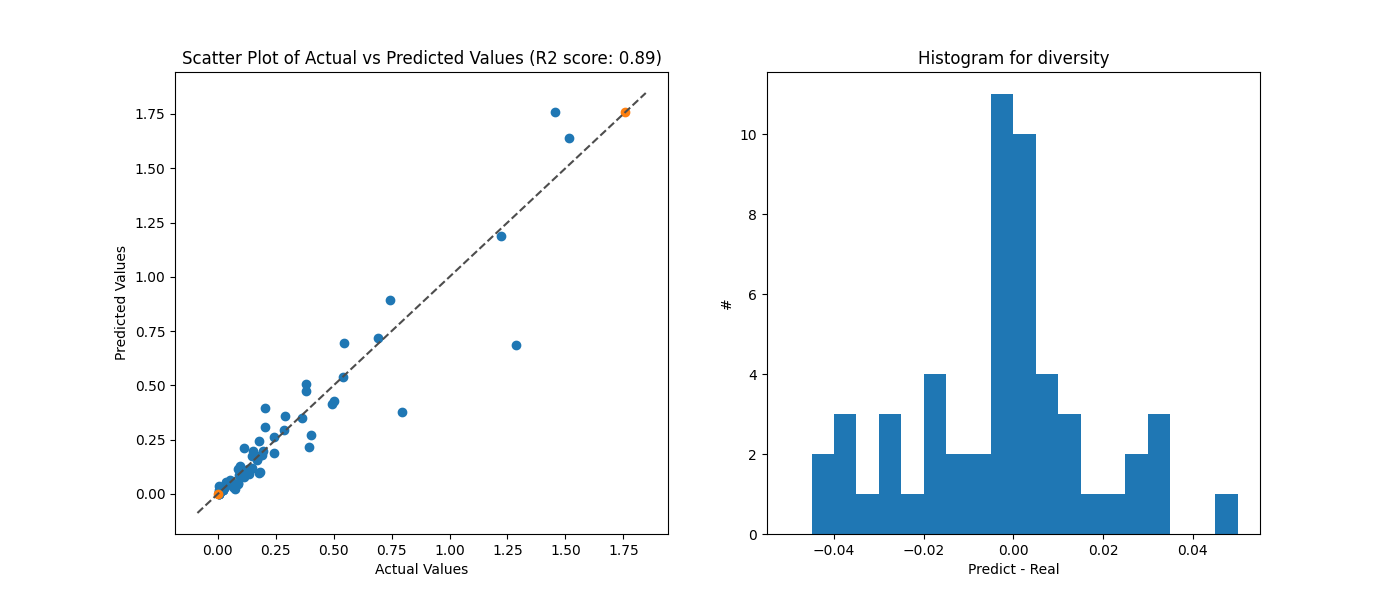 Scatter Plot of Actual vs Predicted Values (R2 score: 0.89)
Predicted Values
1.75
1.50
1.25
1.00
0.75
0.50
0.25
0.00
0.00 0.25 0.50 0.75 1.00 1.25 1.50 1.75
Actual Values
Histogram for diversity
#
10
8
6
4
2
0
−0.04 −0.02 0.00 0.02 0.04
Predict - Real